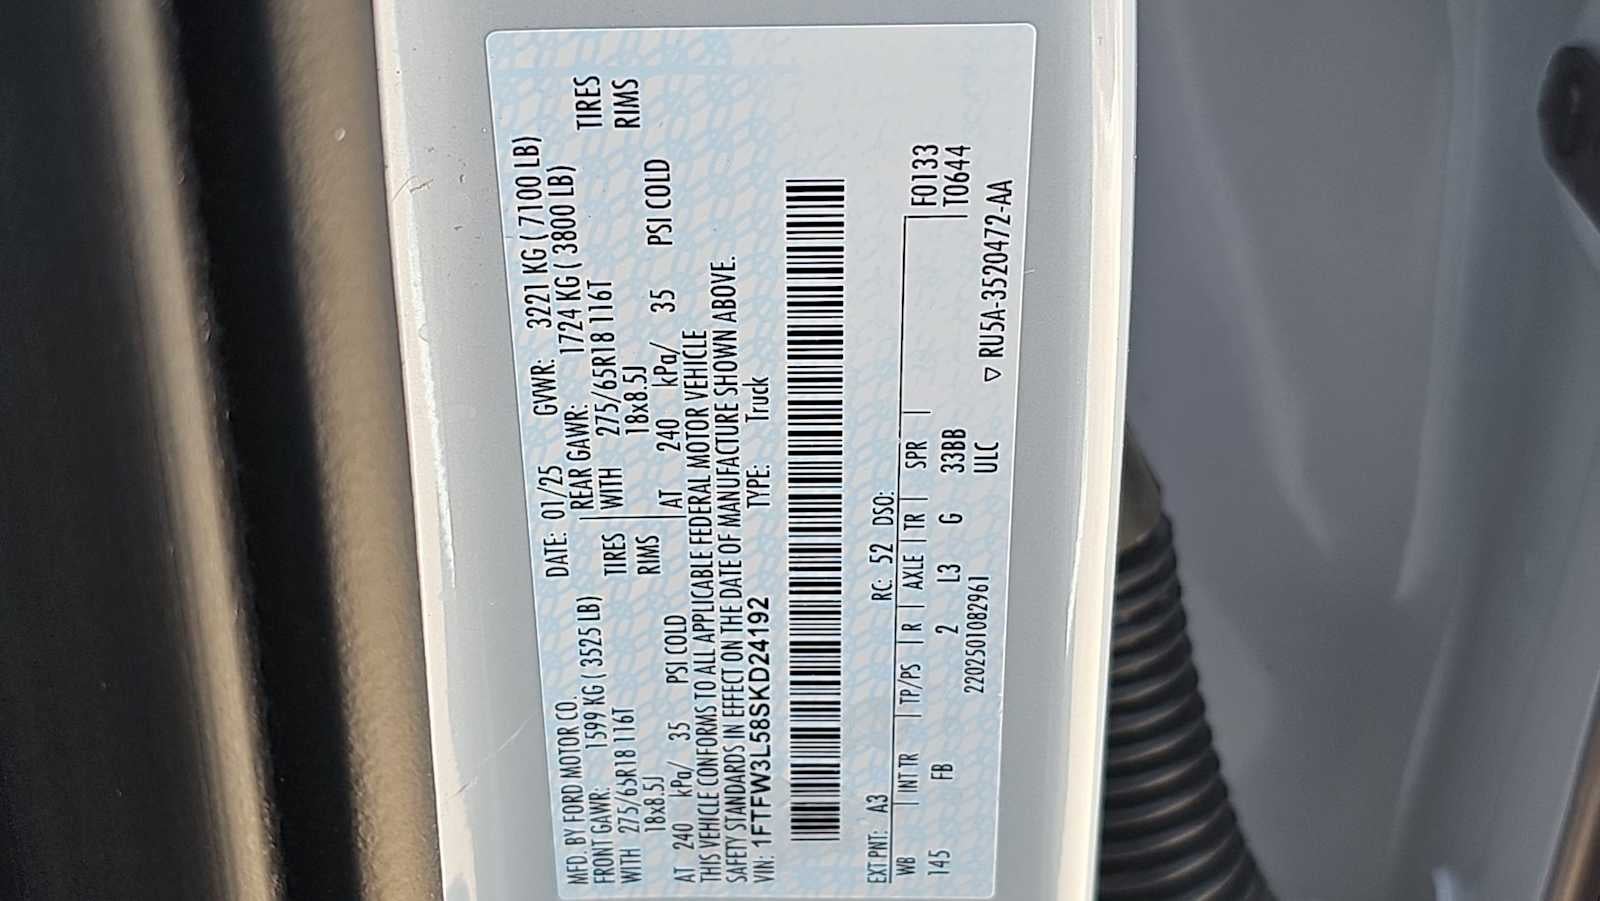 MFD. BY FORD MOTOR CO. DATE: 01/25 GVWR: 3221 KG ( 7100 LB)
FRONT GAWR: 1599 KG ( 3525 LB) REAR GAWR: 1724 KG ( 3800 LB)
WITH 275/65R18 116T TIRES WITH 275/65R18 116T TIRES
18x8.5J RIMS 18x8.5J RIMS
AT 240 kPa/ 35 PSI COLD AT 240 kPa/ 35 PSI COLD
THIS VEHICLE CONFORMS TO ALL APPLICABLE FEDERAL MOTOR VEHICLE
SAFETY STANDARDS IN EFFECT ON THE DATE OF MANUFACTURE SHOWN ABOVE.
VIN: 1FTFW3L58SKD24192 TYPE: Truck
EXT PNT: A3 RC: 52 DSO:
WB INT TR TP/PS R AXLE TR SPR F0133
145 FB 2 L3 G 33BB T0644
2202501082961 ULC
▽ RU5A-3520472-AA